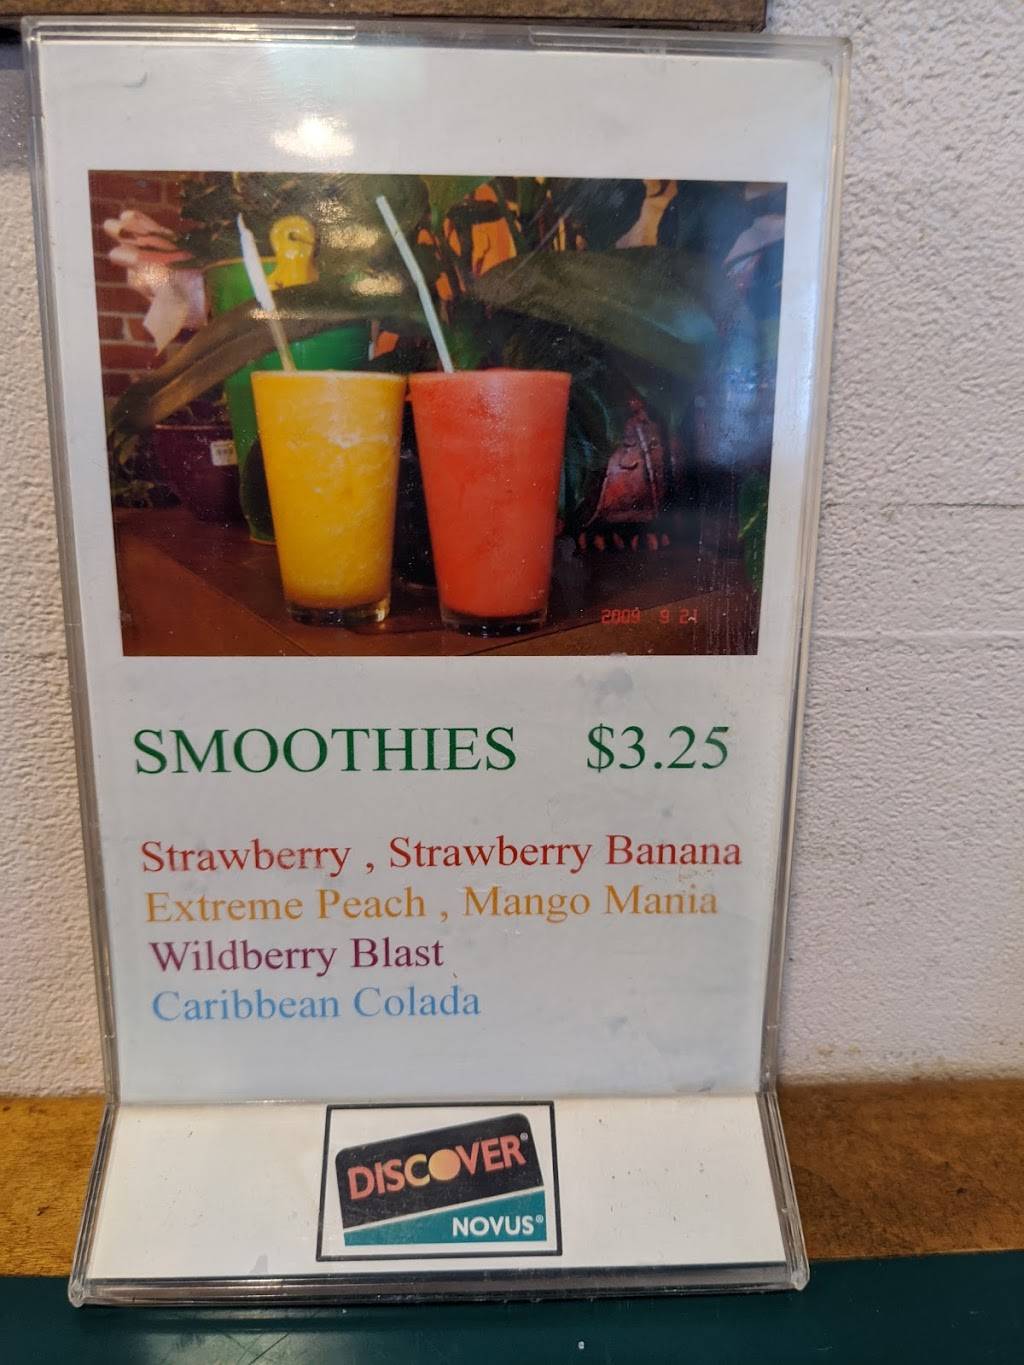 2009 9 21
SMOOTHIES $3.25
Strawberry , Strawberry Banana
Extreme Peach , Mango Mania
Wildberry Blast
Caribbean Colada
DISCOVER®
NOVUS®